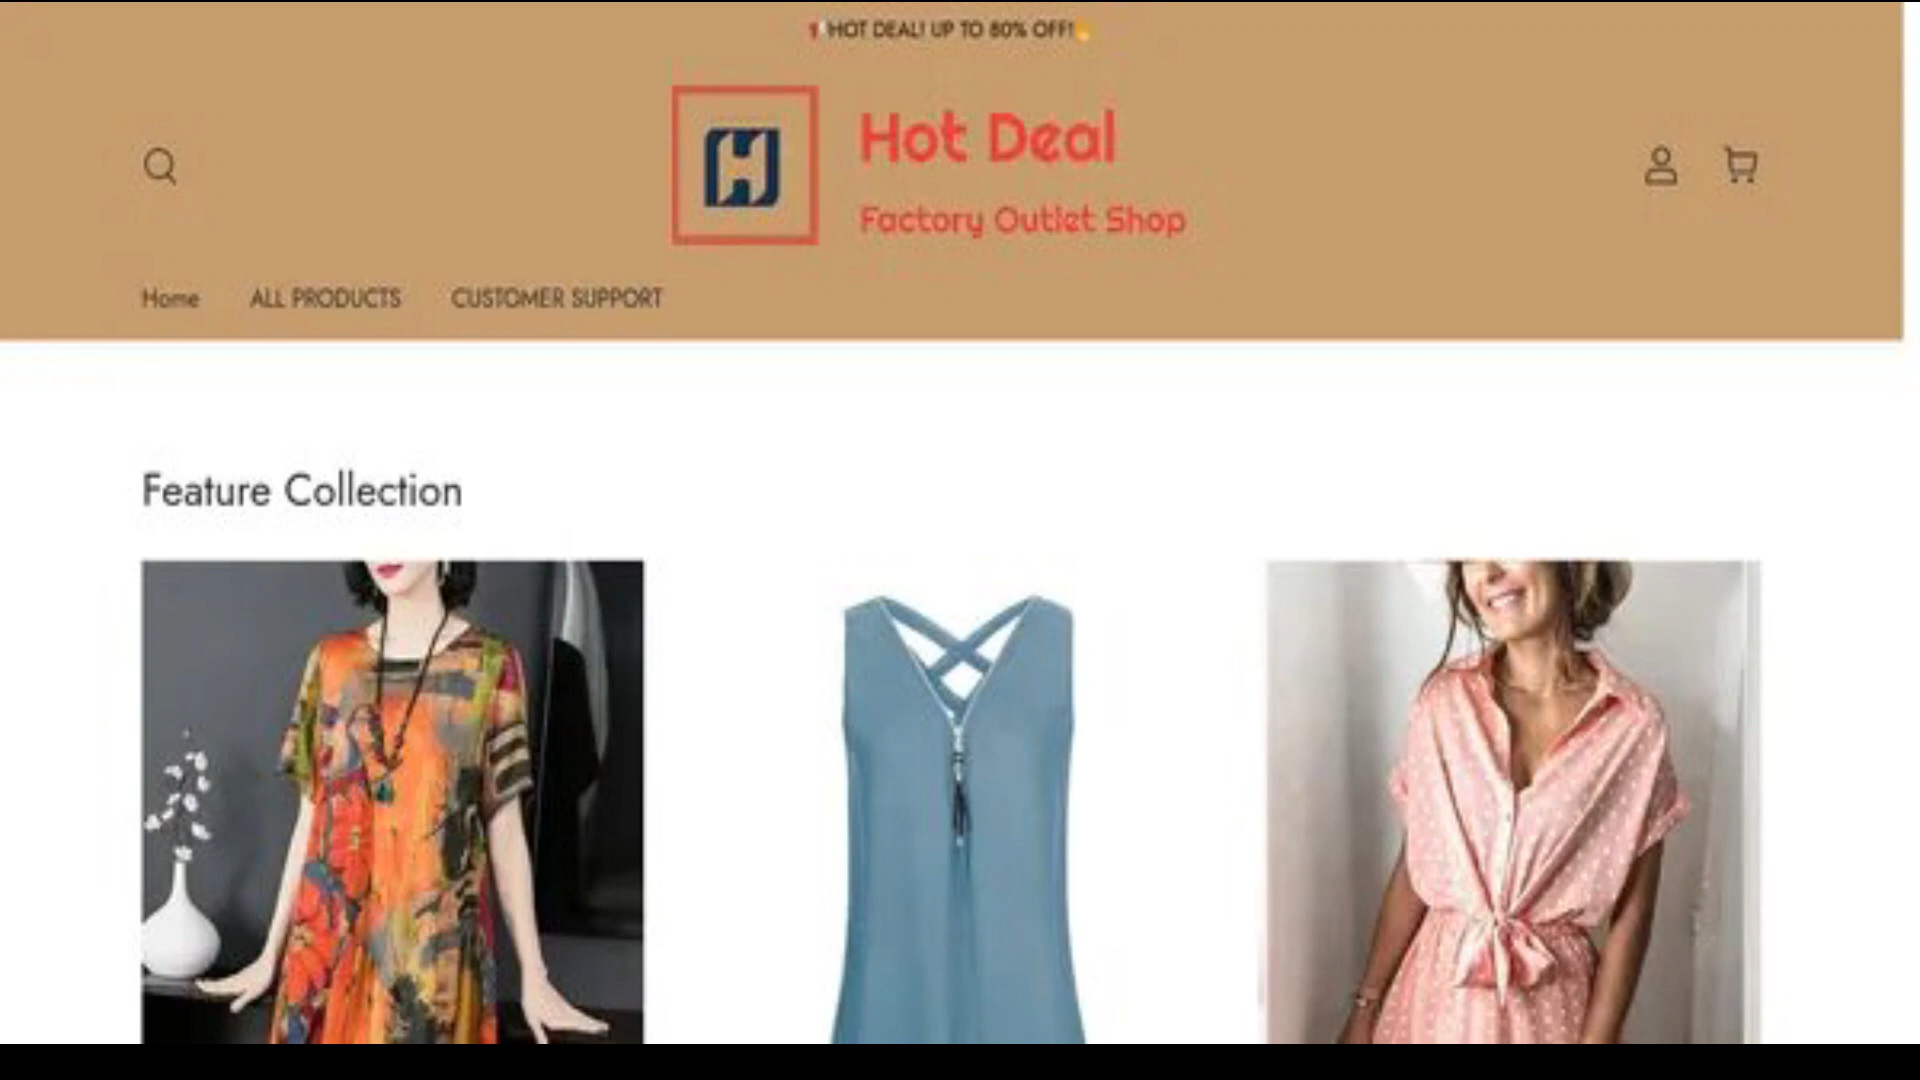 HOT DEAL! UP TO 80% OFF!
Hot Deal
Factory Outlet Shop
Home ALL PRODUCTS CUSTOMER SUPPORT
Feature Collection